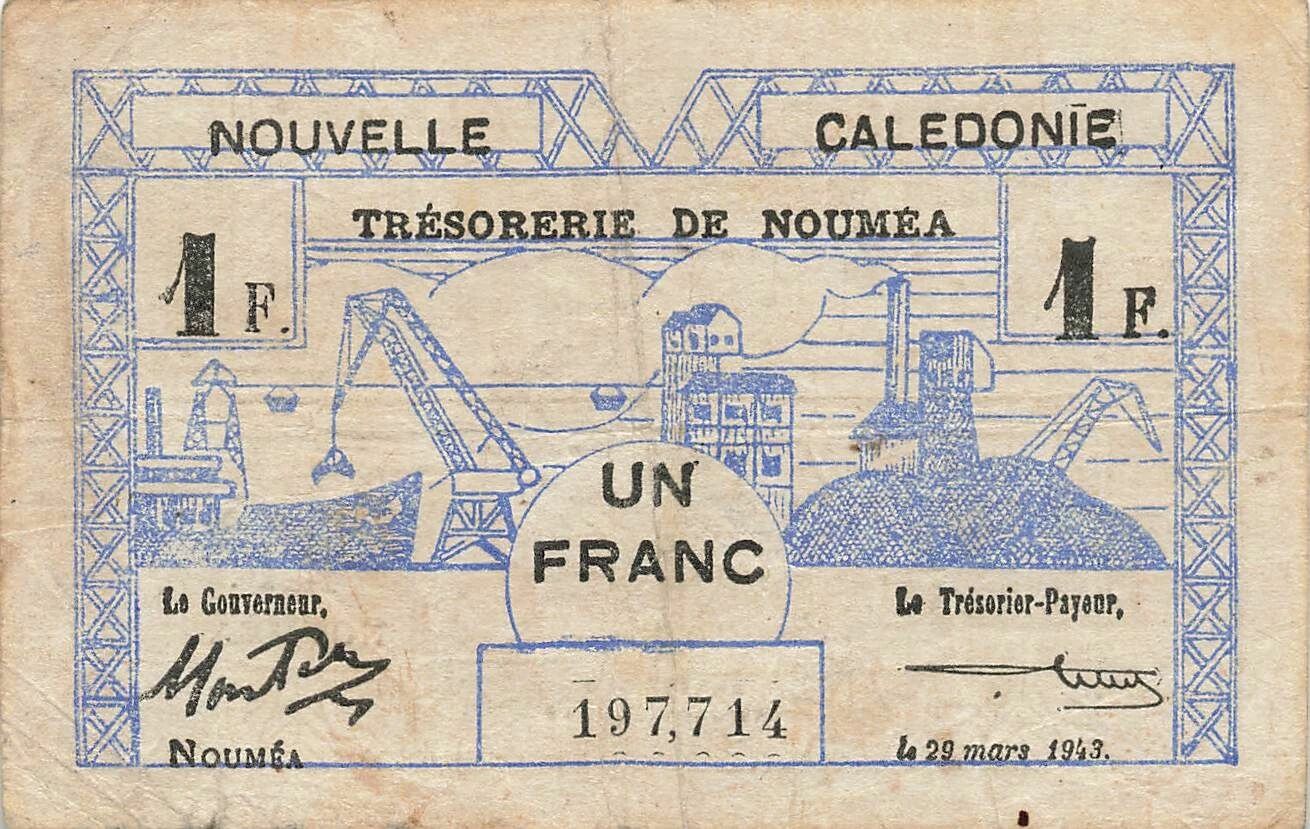 NOUVELLE CALEDONIE
TRÉSORERIE DE NOUMÉA
1 F. 1 F.
UN
FRANC
Le Gouverneur, Le Trésorier-Payeur,
197,714
NOUMÉA le 29 mars 1943.